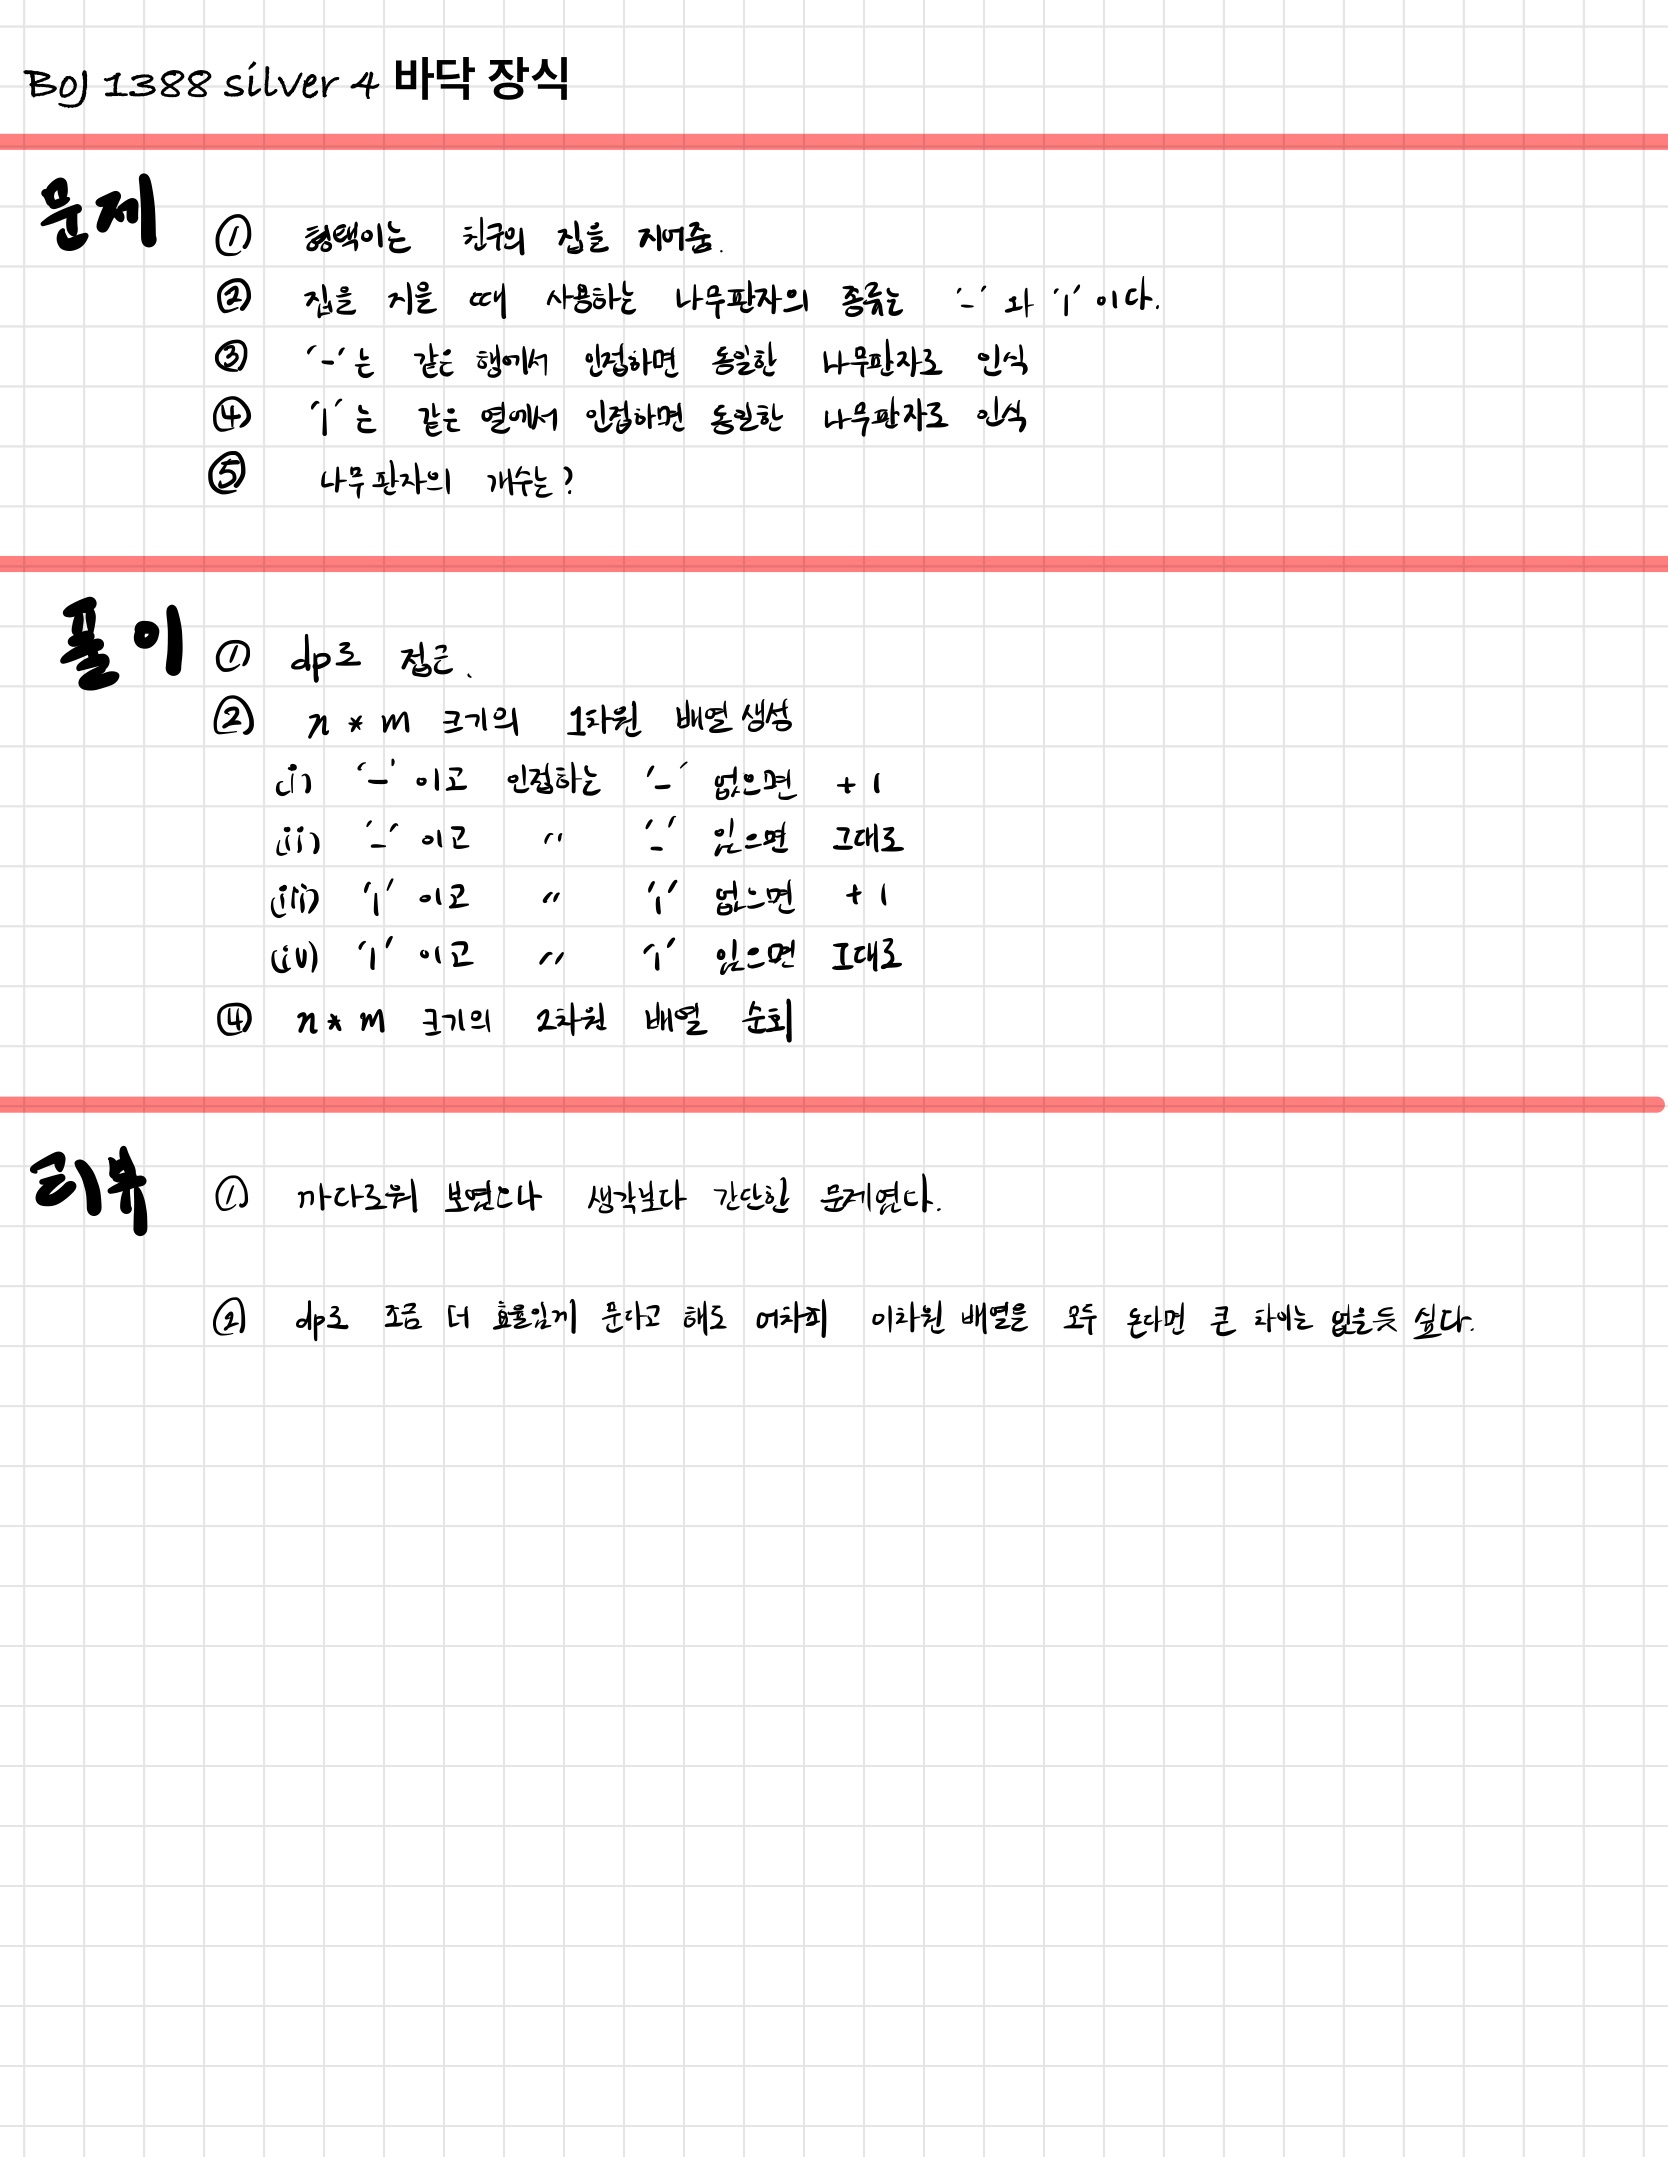 BOJ 1388 silver 4 바닥 장식
문제
① 형택이는 친구의 집을 지어줌.
② 집을 지을 때 사용하는 나무판자의 종류는 '-' 와 '|' 이다.
③ '-'는 같은 행에서 인접하면 동일한 나무판자로 인식
④ '|'는 같은 열에서 인접하면 동일한 나무판자로 인식
⑤ 나무판자의 개수는?
풀이
① dp로 접근.
② n * m 크기의 1차원 배열 생성
(i) '-' 이고 인접하는 '-' 없으면 +1
(ii) '-' 이고 〃 '-' 있으면 그대로
(iii) '|' 이고 〃 '|' 없으면 +1
(iv) '|' 이고 〃 '|' 있으면 그대로
④ n * m 크기의 2차원 배열 순회
리뷰
① 까다로워 보였으나 생각보다 간단한 문제였다.
② dp로 조금 더 효율있게 푼다고 해도 어차피 이차원 배열을 모두 돈다면 큰 차이는 없을듯 싶다.